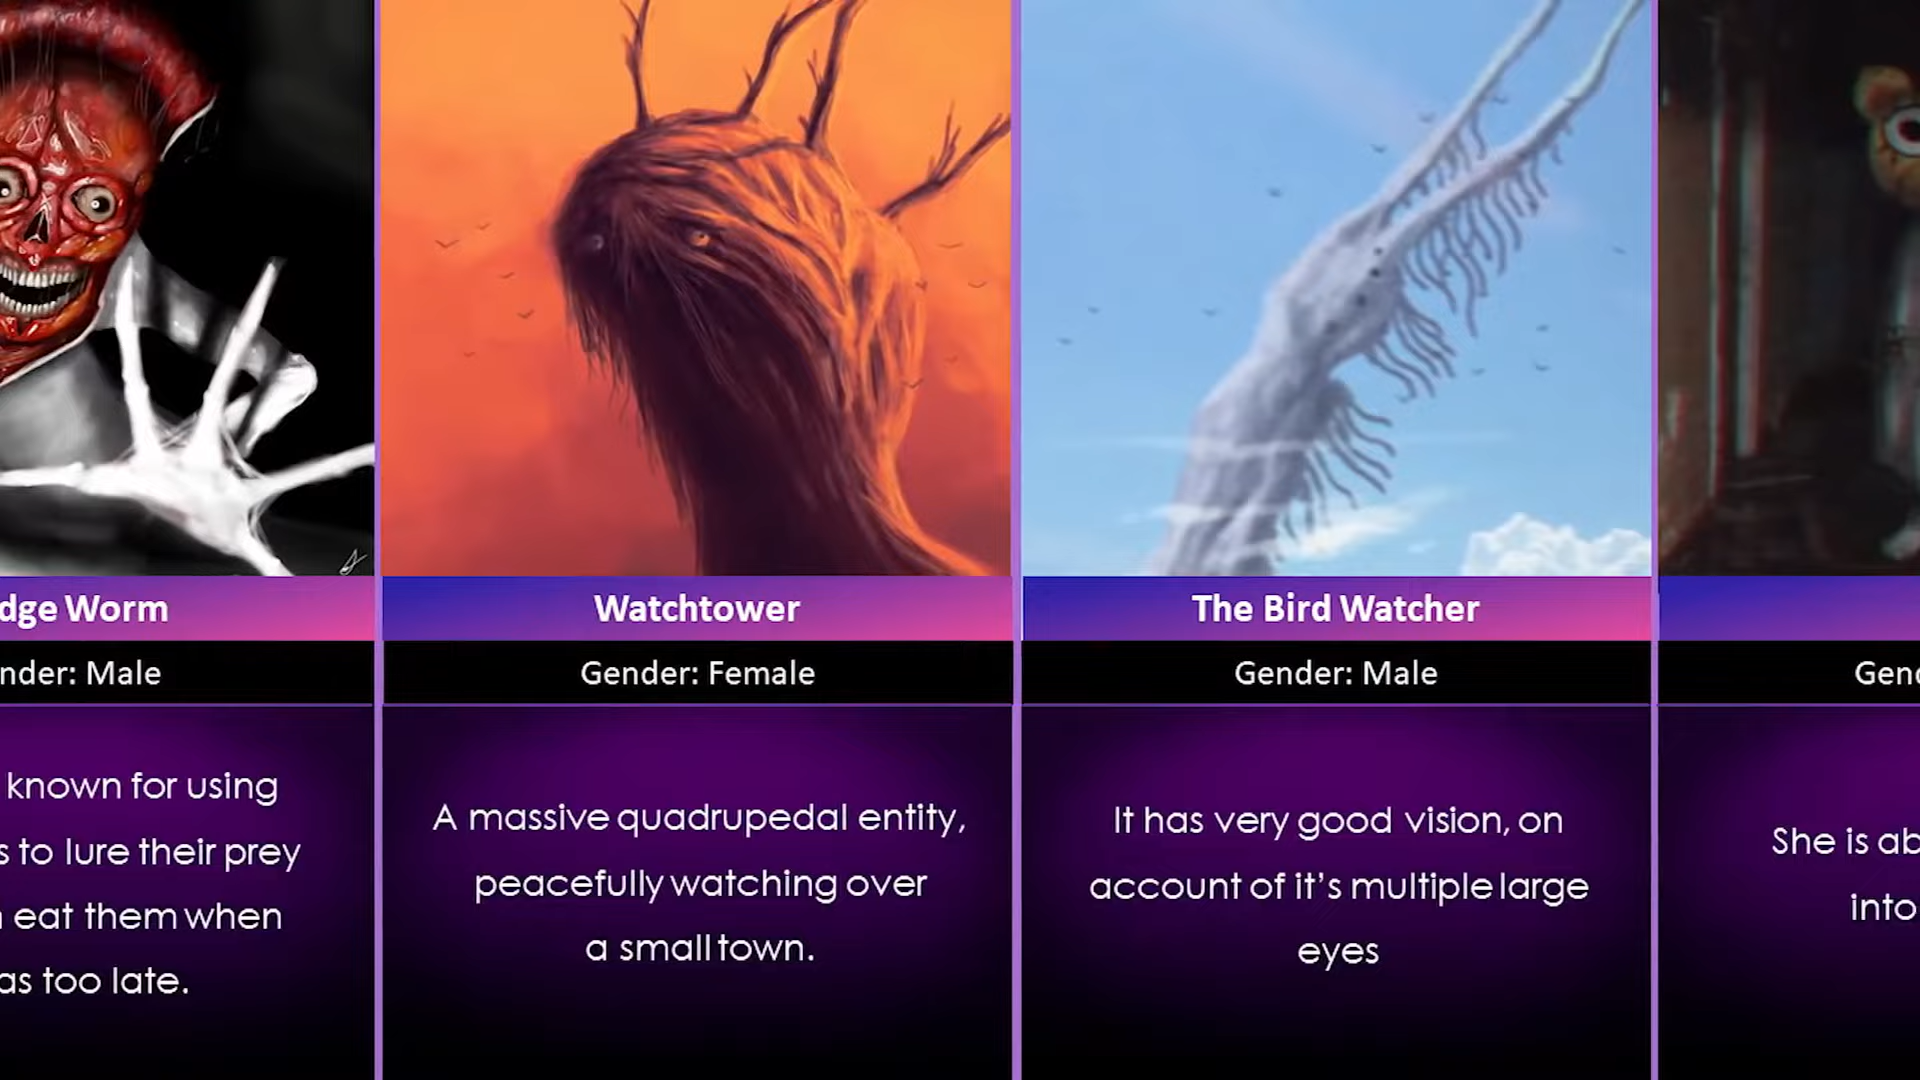 dge Worm
nder: Male
known for using
s to lure their prey
eat them when
as too late.
Watchtower
Gender: Female
A massive quadrupedal entity,
peacefully watching over
a small town.
The Bird Watcher
Gender: Male
It has very good vision, on
account of it's multiple large
eyes
Gend
She is ab
into